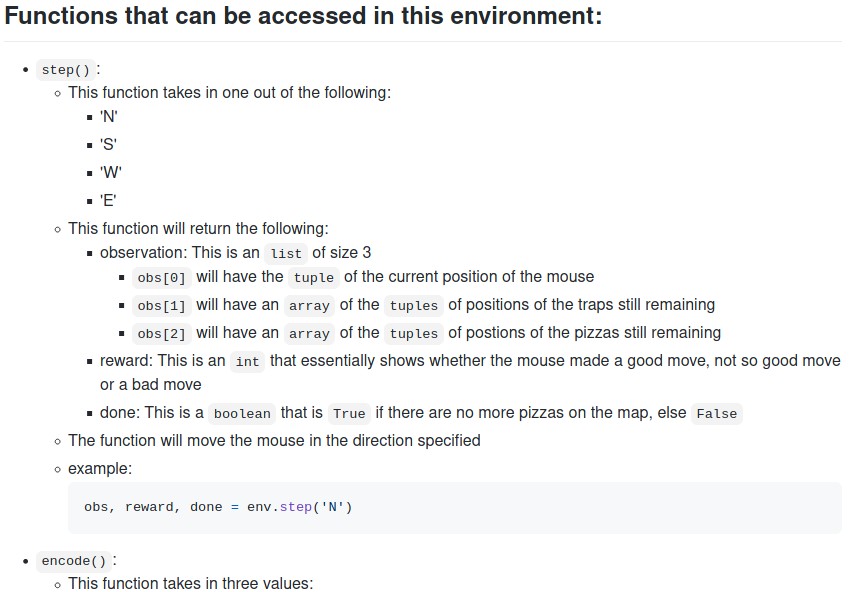 Functions that can be accessed in this environment:
step() :
This function takes in one out of the following:
'N'
'S'
'W'
'E'
This function will return the following:
observation: This is an list of size 3
obs[0] will have the tuple of the current position of the mouse
obs[1] will have an array of the tuples of positions of the traps still remaining
obs[2] will have an array of the tuples of postions of the pizzas still remaining
reward: This is an int that essentially shows whether the mouse made a good move, not so good move
or a bad move
done: This is a boolean that is True if there are no more pizzas on the map, else False
The function will move the mouse in the direction specified
example:
obs, reward, done = env.step('N')
encode() :
This function takes in three values: